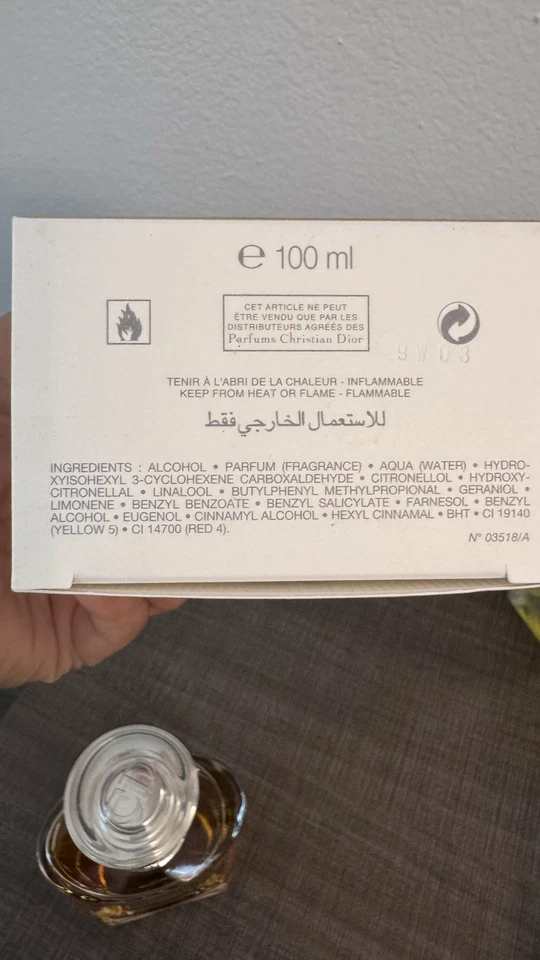 ℮ 100 ml
CET ARTICLE NE PEUT
ÊTRE VENDU QUE PAR LES
DISTRIBUTEURS AGRÉÉS DES
Parfums Christian Dior
TENIR À L'ABRI DE LA CHALEUR - INFLAMMABLE
KEEP FROM HEAT OR FLAME - FLAMMABLE
للاستعمال الخارجي فقط
INGREDIENTS : ALCOHOL • PARFUM (FRAGRANCE) • AQUA (WATER) • HYDRO-
XYISOHEXYL 3-CYCLOHEXENE CARBOXALDEHYDE • CITRONELLOL • HYDROXY-
CITRONELLAL • LINALOOL • BUTYLPHENYL METHYLPROPIONAL • GERANIOL •
LIMONENE • BENZYL BENZOATE • BENZYL SALICYLATE • FARNESOL • BENZYL
ALCOHOL • EUGENOL • CINNAMYL ALCOHOL • HEXYL CINNAMAL • BHT • CI 19140
(YELLOW 5) • CI 14700 (RED 4).
N° 03518/A